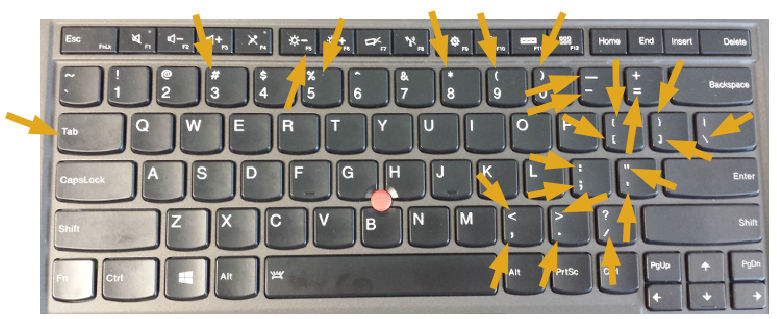 Esc FnLk F1 F2 F3 F4 F5 F6 F7 F8 F9 F10 F11 F12 Home End Insert Delete
~ ! @ # $ % ^ & * ( ) — +
` 1 2 3 4 5 6 7 8 9 0 - = Backspace
Tab Q W E R T Y U I O P [ ] \
CapsLock A S D F G H J K L : ; " ' Enter
Shift Z X C V B N M < , > . ? / Shift
Fn Ctrl Alt Alt PrtSc Ctrl PgUp PgDn